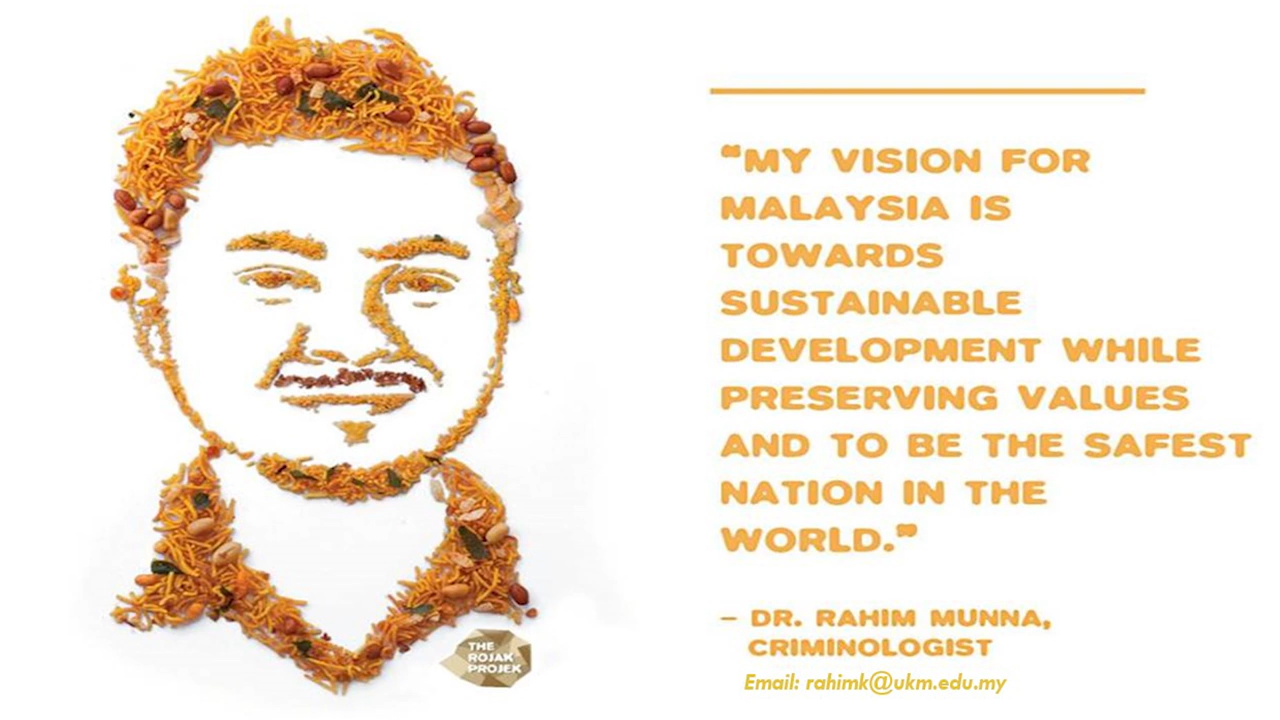 “MY VISION FOR
MALAYSIA IS
TOWARDS
SUSTAINABLE
DEVELOPMENT WHILE
PRESERVING VALUES
AND TO BE THE SAFEST
NATION IN THE
WORLD.”
– DR. RAHIM MUNNA,
CRIMINOLOGIST
Email: rahimk@ukm.edu.my
THE
ROJAK
PROJEK